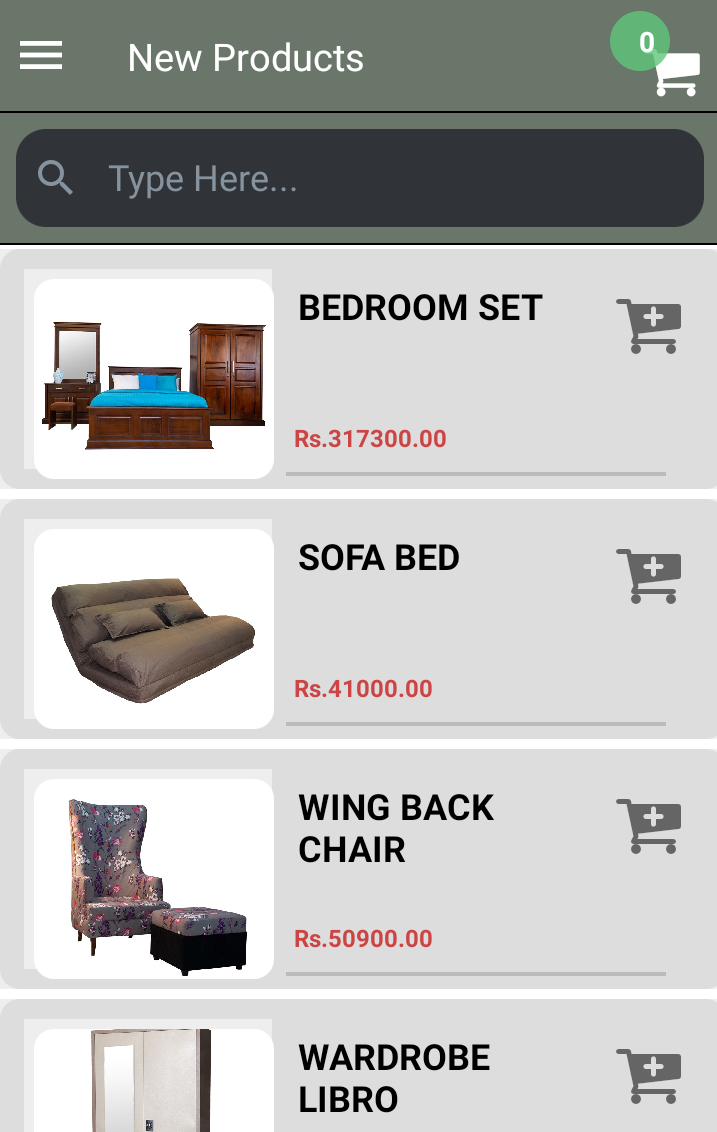 New Products
0
Type Here...
BEDROOM SET
Rs.317300.00
SOFA BED
Rs.41000.00
WING BACK
CHAIR
Rs.50900.00
WARDROBE
LIBRO